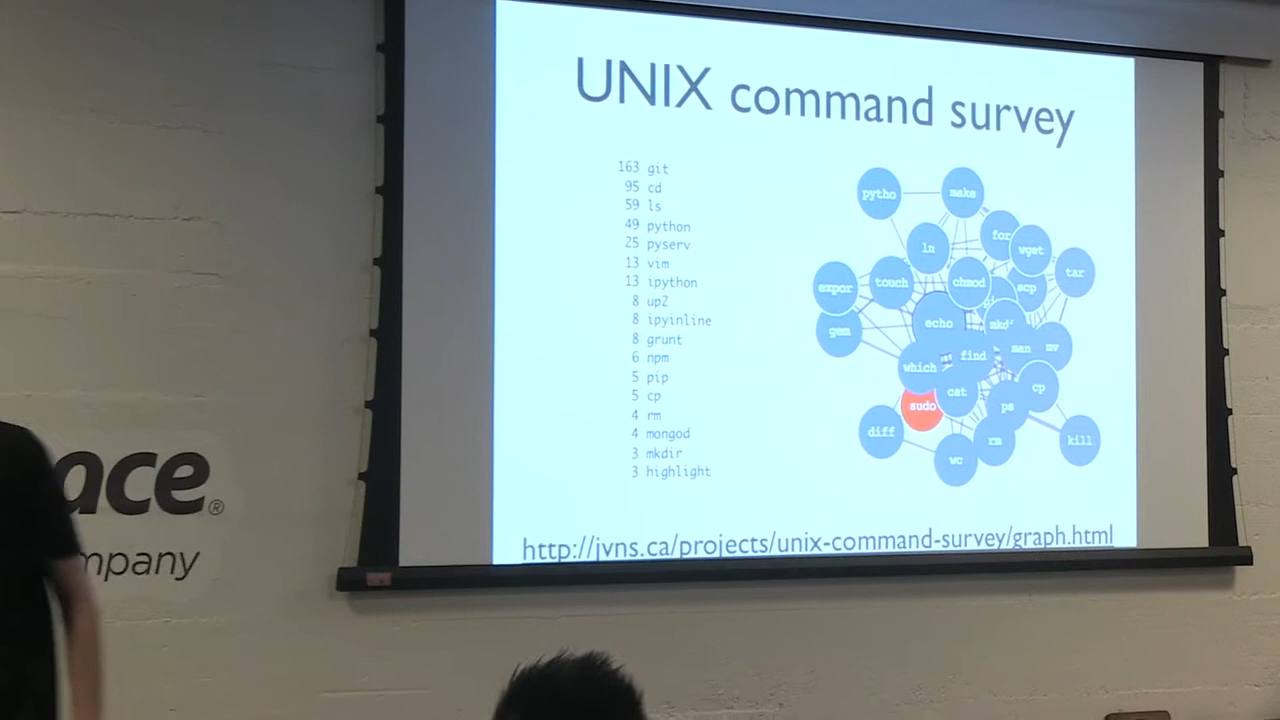 UNIX command survey
163 git
95 cd
59 ls
49 python
25 pyserv
13 vim
13 ipython
8 up2
8 ipyinline
8 grunt
6 npm
5 pip
5 cp
4 rm
4 mongod
3 mkdir
3 highlight
pytho
make
ln
for
wget
tar
expor
touch
chmod
scp
gem
echo
mkd
man
mv
which
find
cat
cp
sudo
ps
diff
rm
kill
wc
http://jvns.ca/projects/unix-command-survey/graph.html
ace®
mpany